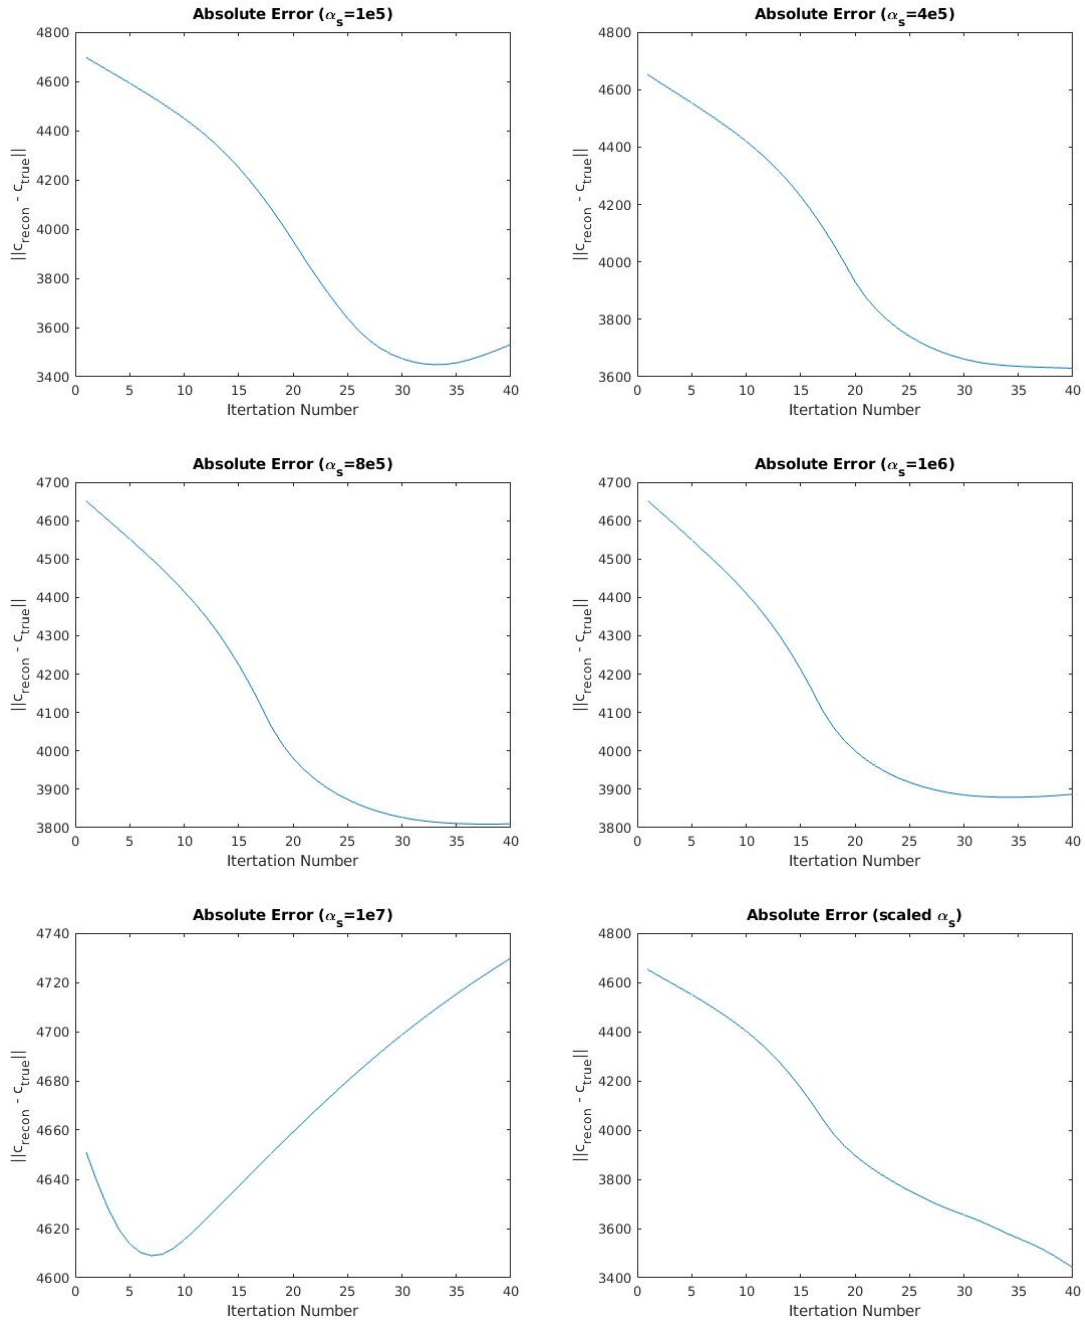 Absolute Error (αs=1e5)
4800
4600
4400
4200
4000
3800
3600
3400
||crecon - ctrue||
0 5 10 15 20 25 30 35 40
Itertation Number
Absolute Error (αs=4e5)
4800
4600
4400
4200
4000
3800
3600
||crecon - ctrue||
0 5 10 15 20 25 30 35 40
Itertation Number
Absolute Error (αs=8e5)
4700
4600
4500
4400
4300
4200
4100
4000
3900
3800
||crecon - ctrue||
0 5 10 15 20 25 30 35 40
Itertation Number
Absolute Error (αs=1e6)
4700
4600
4500
4400
4300
4200
4100
4000
3900
3800
||crecon - ctrue||
0 5 10 15 20 25 30 35 40
Itertation Number
Absolute Error (αs=1e7)
4740
4720
4700
4680
4660
4640
4620
4600
||crecon - ctrue||
0 5 10 15 20 25 30 35 40
Itertation Number
Absolute Error (scaled αs)
4800
4600
4400
4200
4000
3800
3600
3400
||crecon - ctrue||
0 5 10 15 20 25 30 35 40
Itertation Number